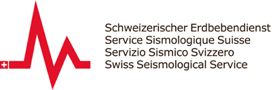 Schweizerischer Erdbebendienst
Service Sismologique Suisse
Servizio Sismico Svizzero
Swiss Seismological Service